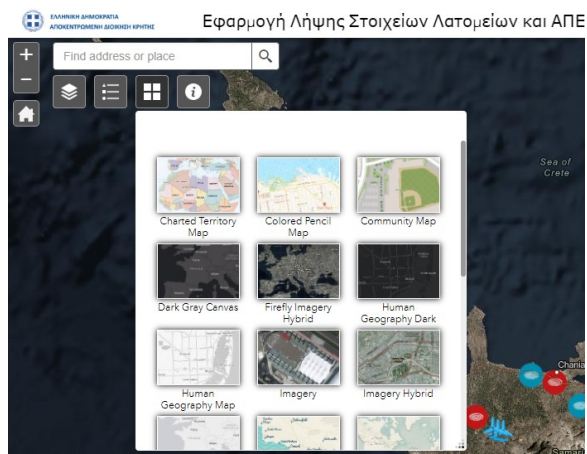 ΕΛΛΗΝΙΚΗ ΔΗΜΟΚΡΑΤΙΑ
ΑΠΟΚΕΝΤΡΩΜΕΝΗ ΔΙΟΙΚΗΣΗ ΚΡΗΤΗΣ
Εφαρμογή Λήψης Στοιχείων Λατομείων και ΑΠΕ
Find address or place
Sea of
Crete
Charted Territory
Map
Colored Pencil
Map
Community Map
Dark Gray Canvas
Firefly Imagery
Hybrid
Human
Geography Dark
Human
Geography Map
Imagery
Imagery Hybrid
Chania
Samar